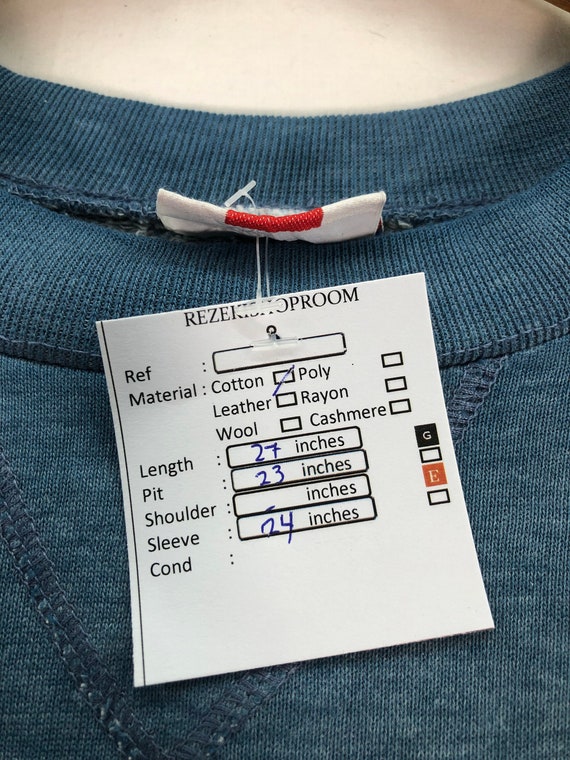 REZEKISHOPROOM
Ref :
Material : Cotton Poly
Leather Rayon
Wool Cashmere
Length : 27 inches
Pit : 23 inches
Shoulder : - inches
Sleeve : 24 inches
Cond :
G
E